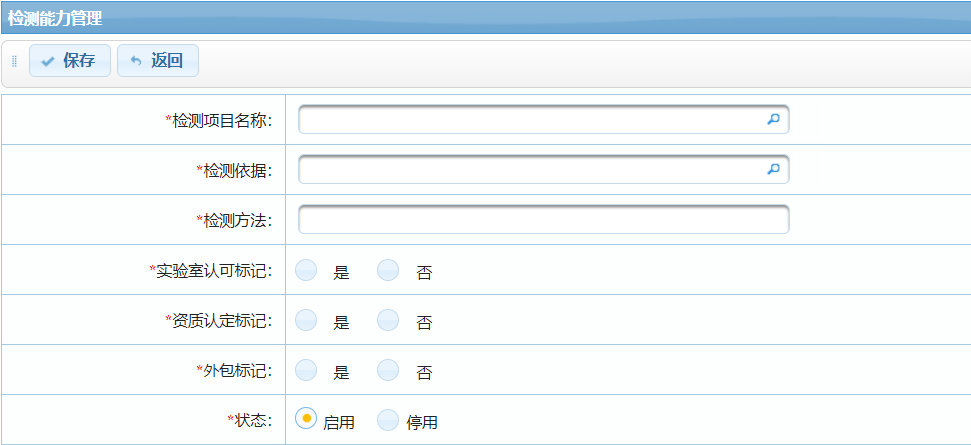 检测能力管理
保存 返回
*检测项目名称：
*检测依据：
*检测方法：
*实验室认可标记： 是 否
*资质认定标记： 是 否
*外包标记： 是 否
*状态： 启用 停用